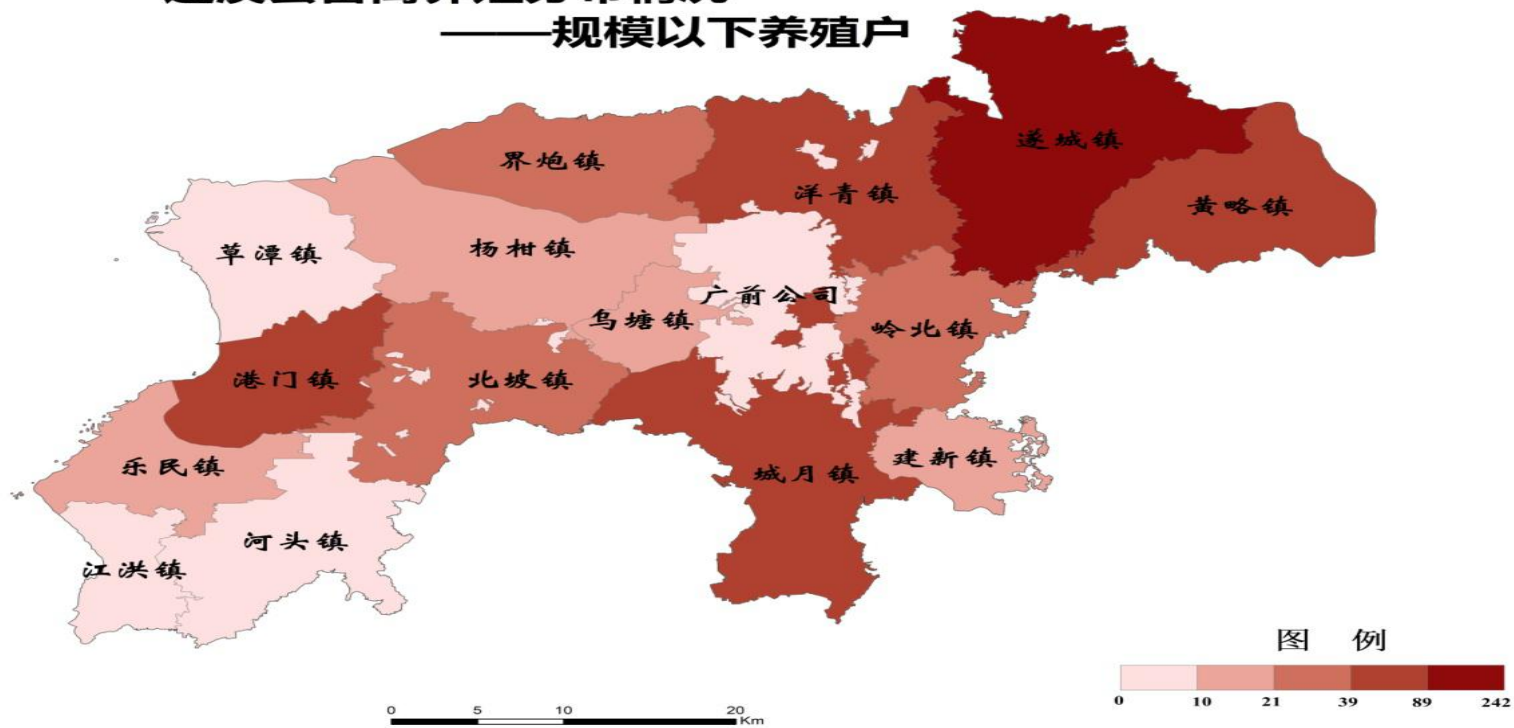 ——规模以下养殖户
遂城镇
界炮镇
洋青镇
黄略镇
草潭镇
杨柑镇
广前公司
乌塘镇
岭北镇
港门镇
北坡镇
乐民镇
城月镇
建新镇
河头镇
江洪镇
图 例
0 10 21 39 89 242
0 5 10 20
Km